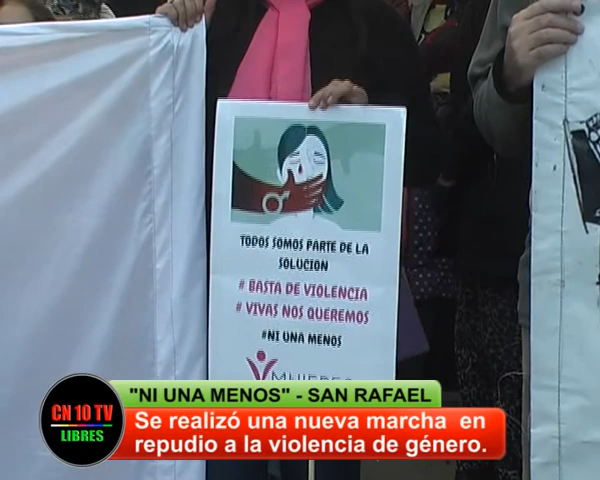 TODOS SOMOS PARTE DE LA
SOLUCION
# BASTA DE VIOLENCIA
# VIVAS NOS QUEREMOS
#NI UNA MENOS
MUJERES
CN 10 TV
LIBRES
"NI UNA MENOS" - SAN RAFAEL
Se realizó una nueva marcha en
repudio a la violencia de género.